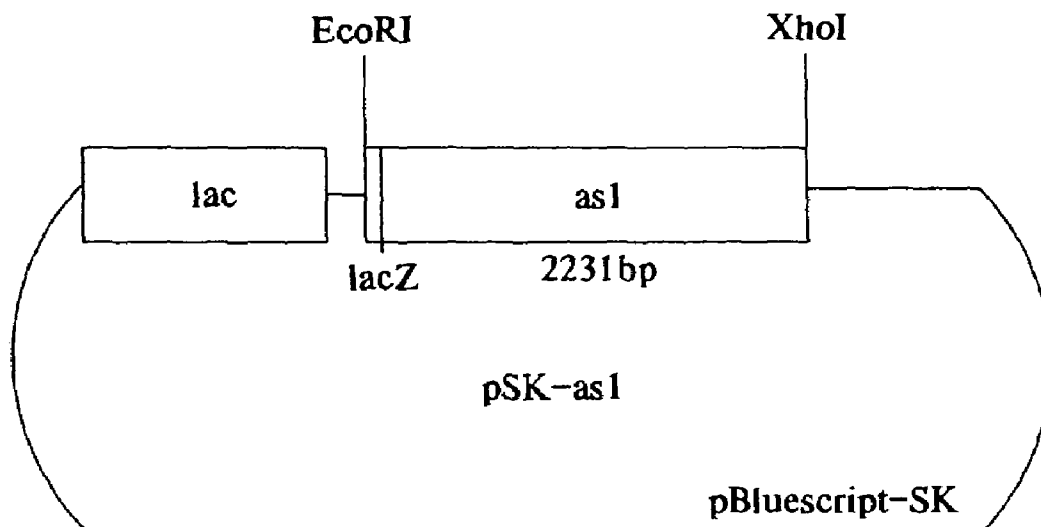 EcoRI
XhoI
lac
as1
lacZ
2231bp
pSK-as1
pBluescript-SK